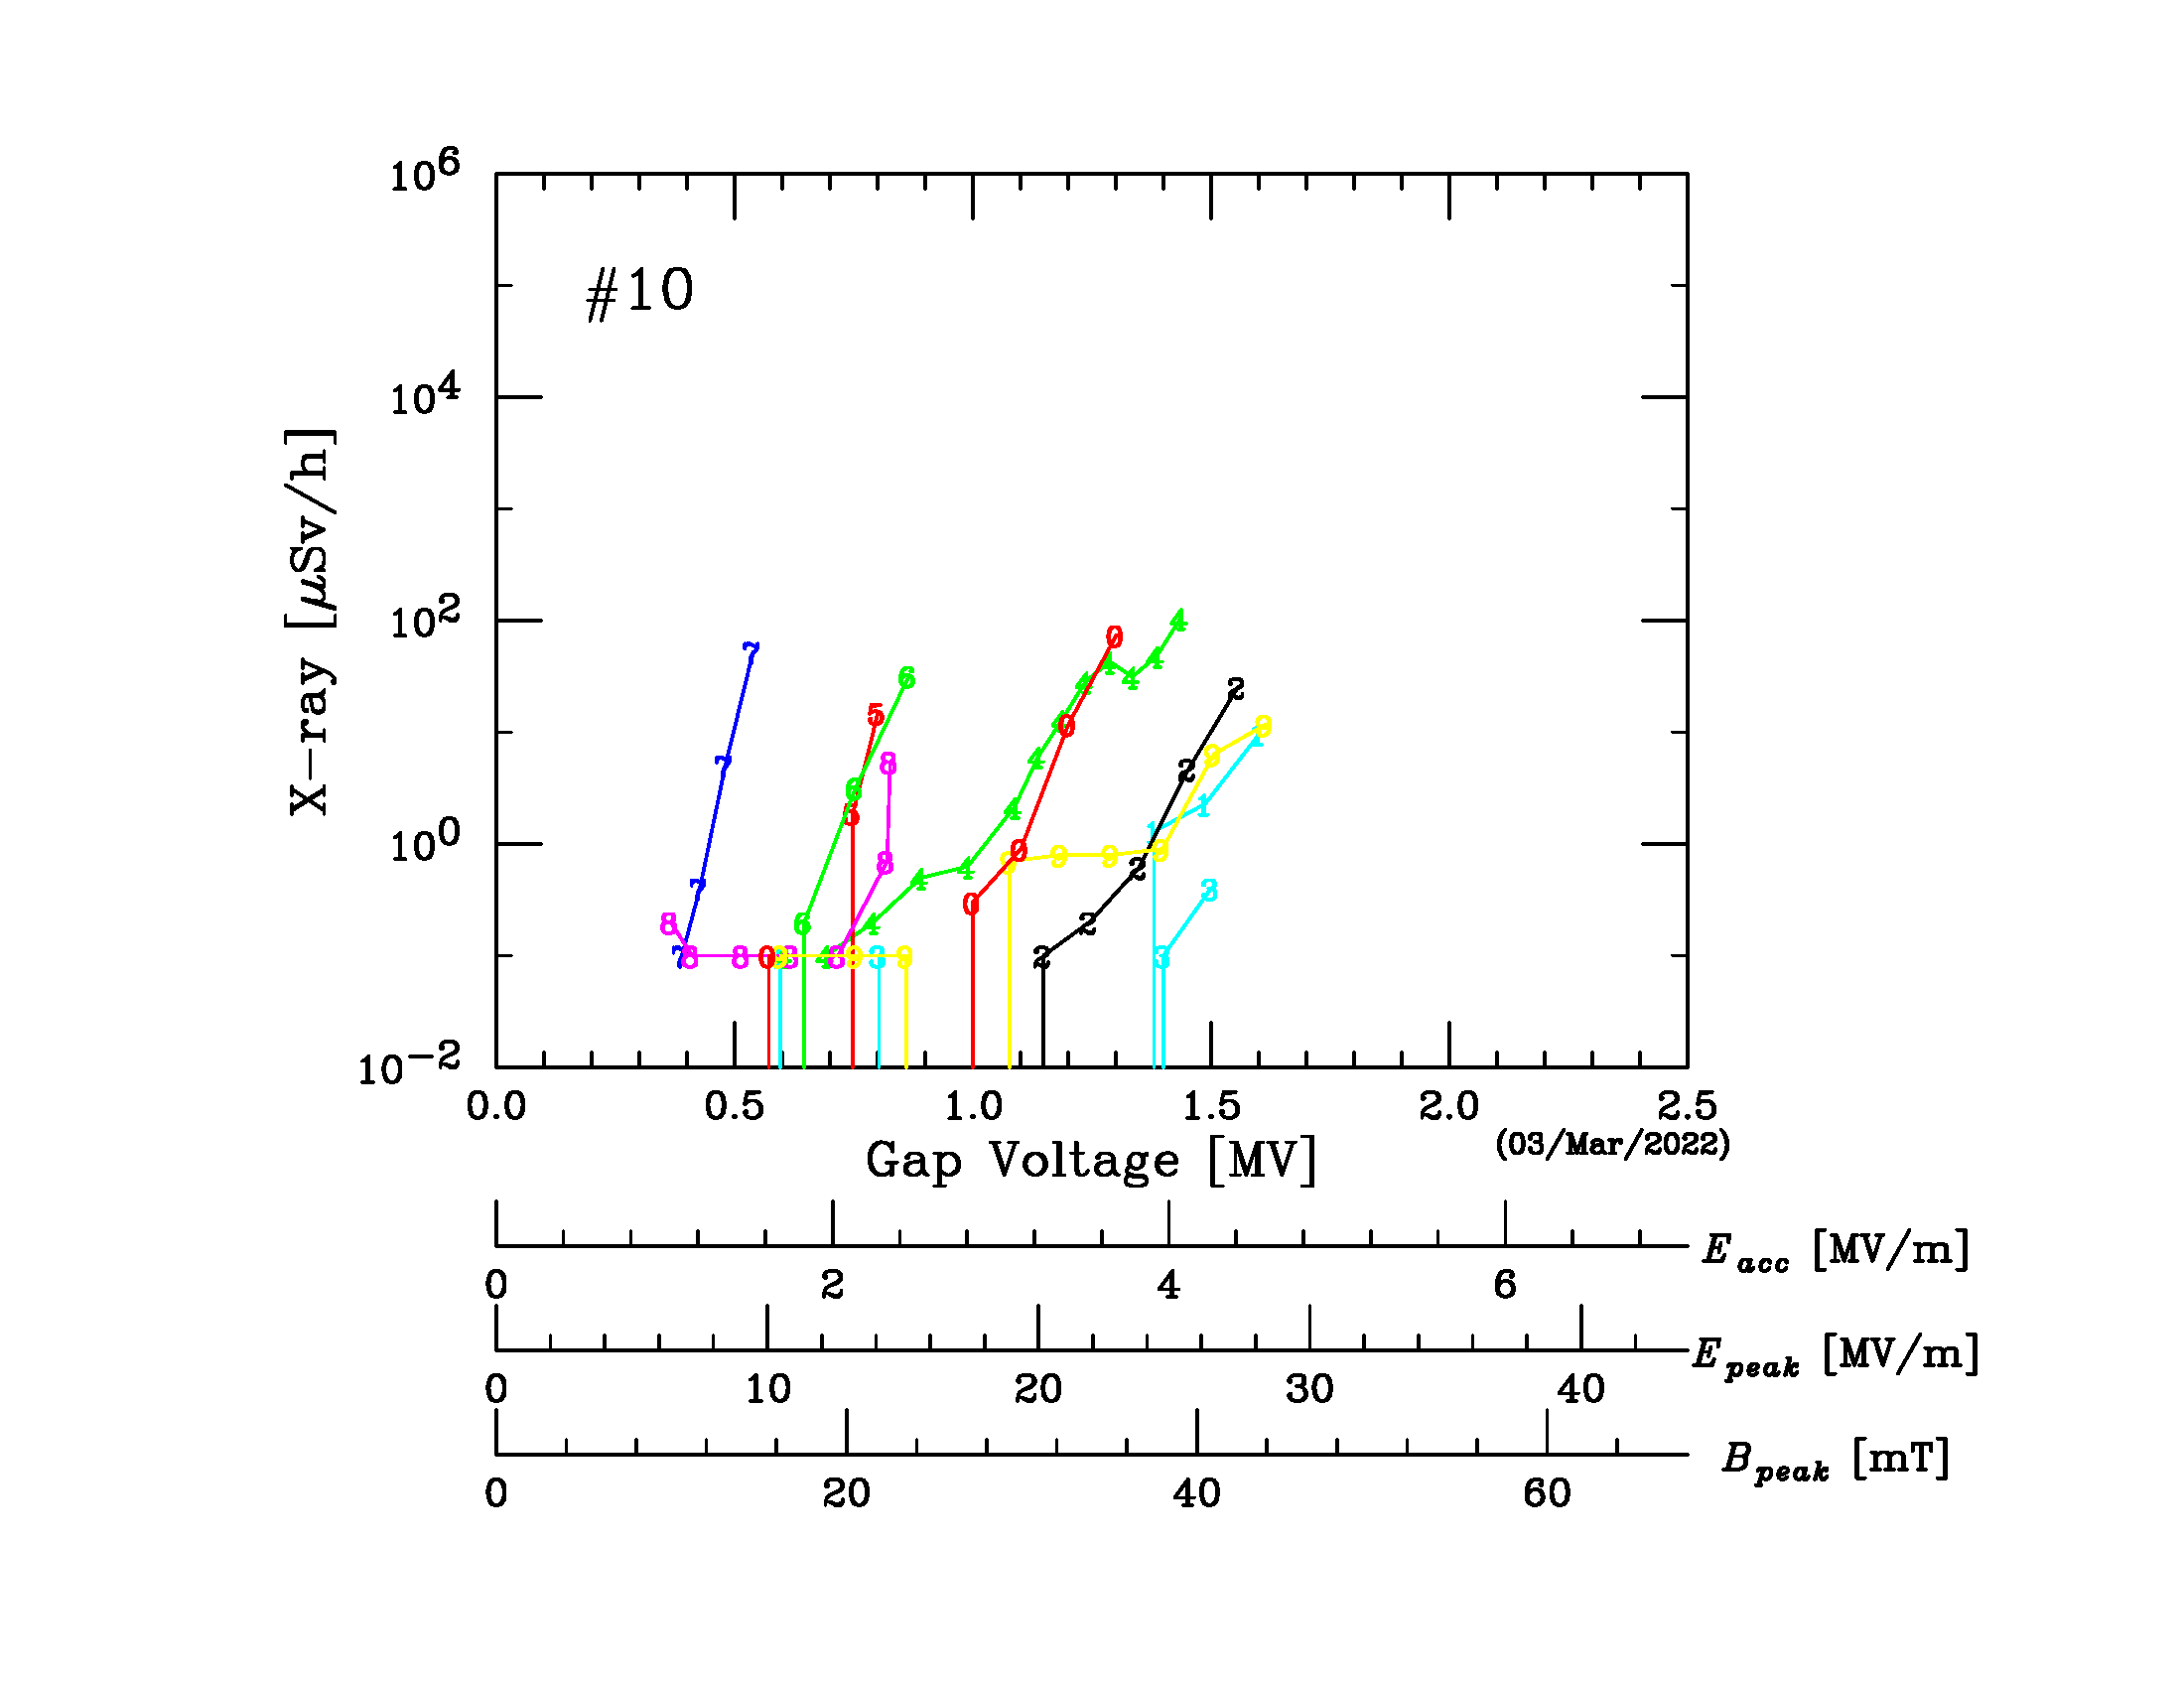 10^6
#10
10^4
X-ray [μSv/h]
10^2
10^0
10^-2
0.0 0.5 1.0 1.5 2.0 2.5
Gap Voltage [MV]
(03/Mar/2022)
E_acc [MV/m]
0 2 4 6
E_peak [MV/m]
0 10 20 30 40
B_peak [mT]
0 20 40 60